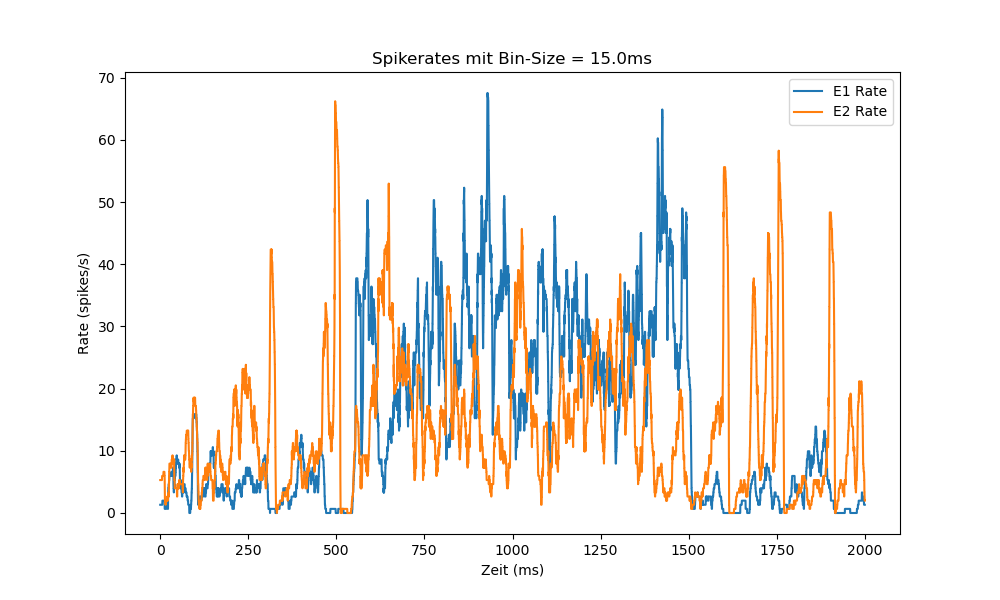 Spikerates mit Bin-Size = 15.0ms
E1 Rate
E2 Rate
70
60
50
40
30
20
10
0
Rate (spikes/s)
0 250 500 750 1000 1250 1500 1750 2000
Zeit (ms)